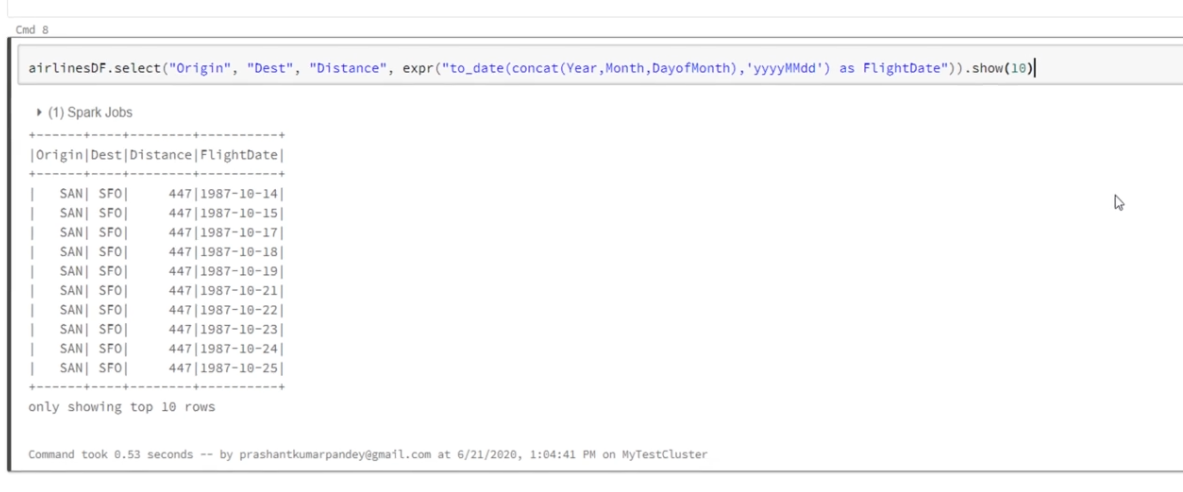 Cmd 8
airlinesDF.select("Origin", "Dest", "Distance", expr("to_date(concat(Year,Month,DayofMonth),'yyyyMMdd') as FlightDate")).show(10)
(1) Spark Jobs
+------+----+--------+----------+
|Origin|Dest|Distance|FlightDate|
+------+----+--------+----------+
|   SAN| SFO|     447|1987-10-14|
|   SAN| SFO|     447|1987-10-15|
|   SAN| SFO|     447|1987-10-17|
|   SAN| SFO|     447|1987-10-18|
|   SAN| SFO|     447|1987-10-19|
|   SAN| SFO|     447|1987-10-21|
|   SAN| SFO|     447|1987-10-22|
|   SAN| SFO|     447|1987-10-23|
|   SAN| SFO|     447|1987-10-24|
|   SAN| SFO|     447|1987-10-25|
+------+----+--------+----------+
only showing top 10 rows
Command took 0.53 seconds -- by prashantkumarpandey@gmail.com at 6/21/2020, 1:04:41 PM on MyTestCluster